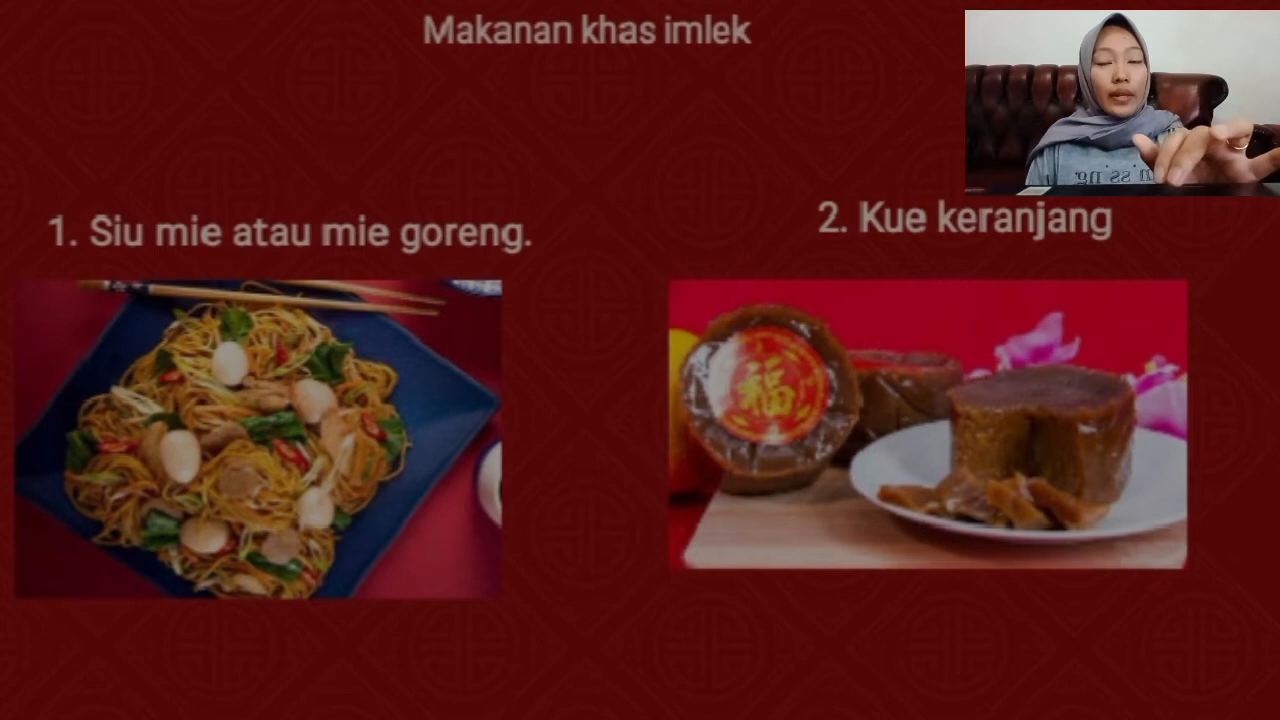 Makanan khas imlek
1. Siu mie atau mie goreng.
2. Kue keranjang
福